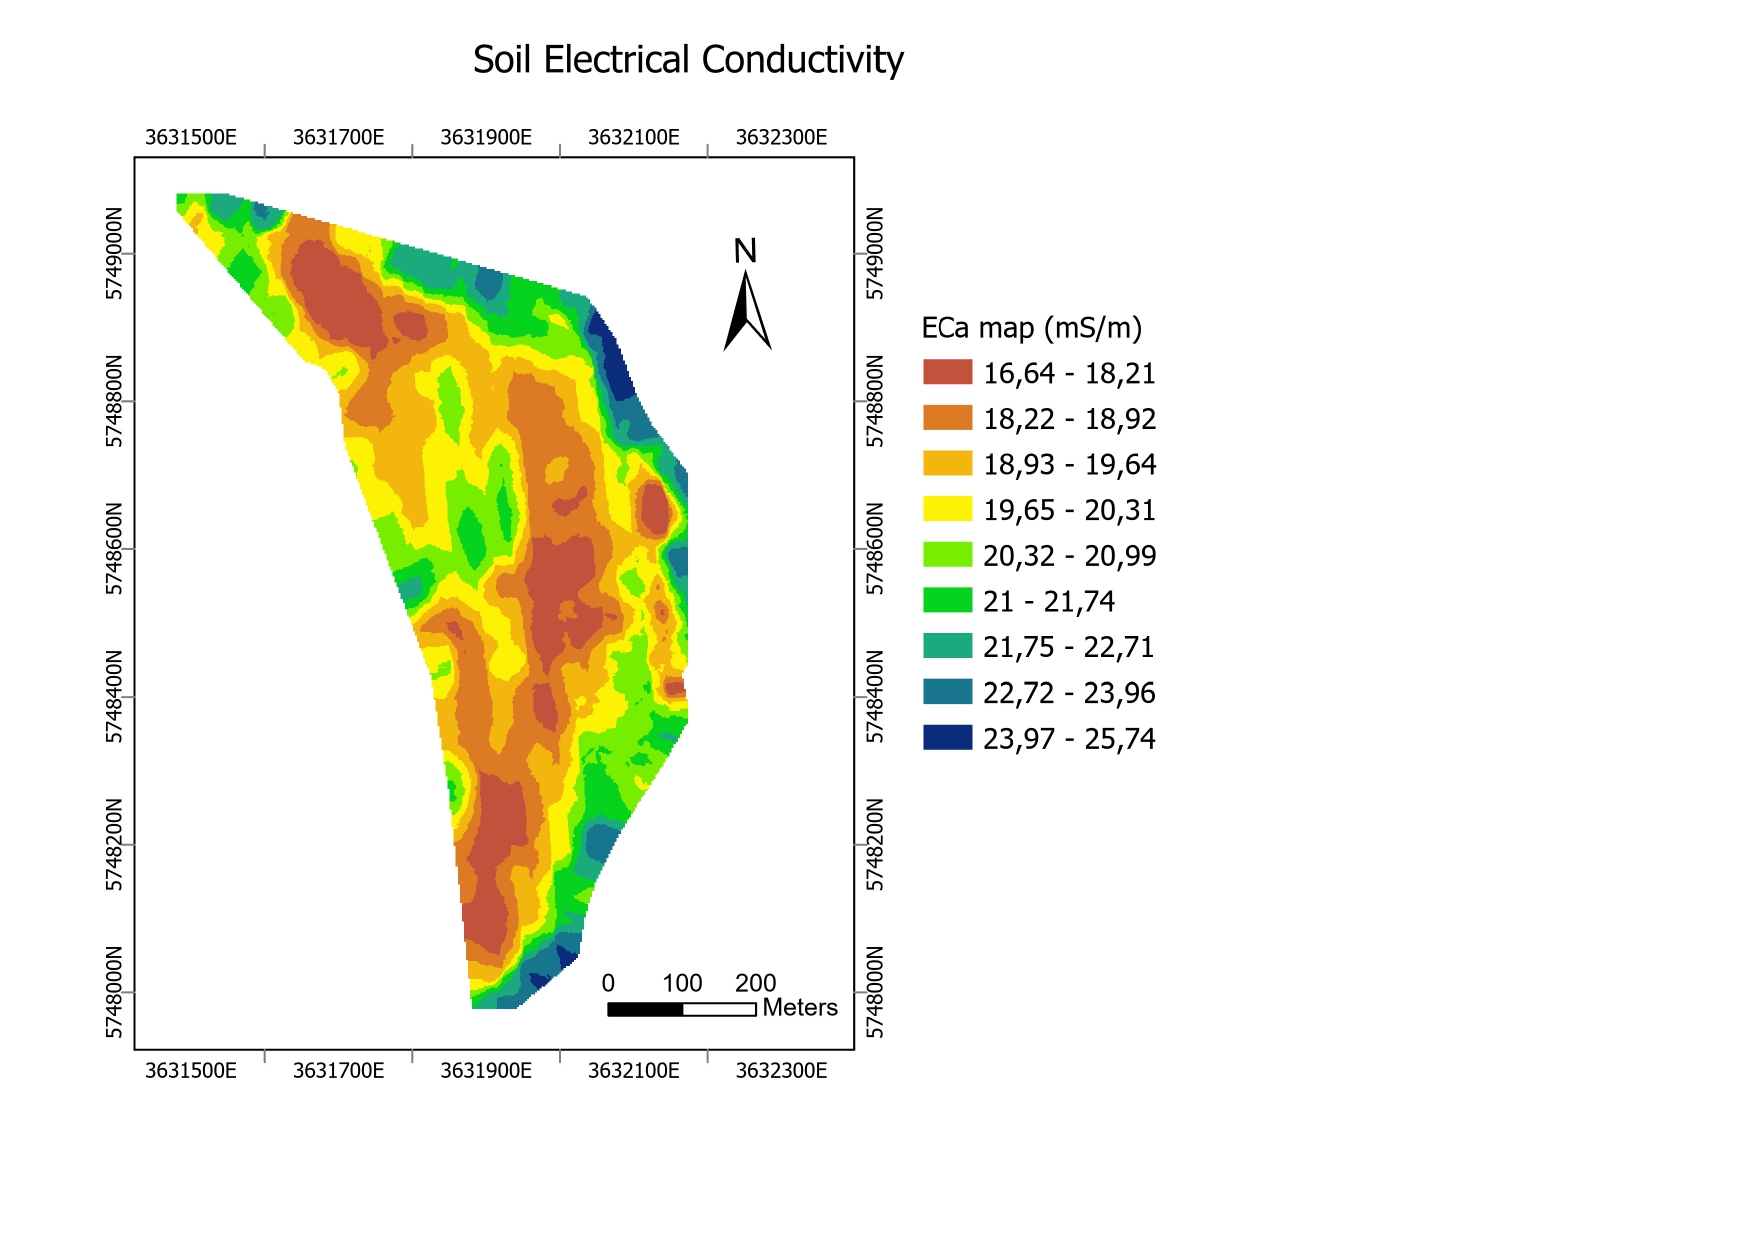 Soil Electrical Conductivity
3631500E 3631700E 3631900E 3632100E 3632300E
5749000N
5748800N
5748600N
5748400N
5748200N
5748000N
N
5749000N
5748800N
5748600N
5748400N
5748200N
5748000N
0 100 200
Meters
3631500E 3631700E 3631900E 3632100E 3632300E
ECa map (mS/m)
16,64 - 18,21
18,22 - 18,92
18,93 - 19,64
19,65 - 20,31
20,32 - 20,99
21 - 21,74
21,75 - 22,71
22,72 - 23,96
23,97 - 25,74